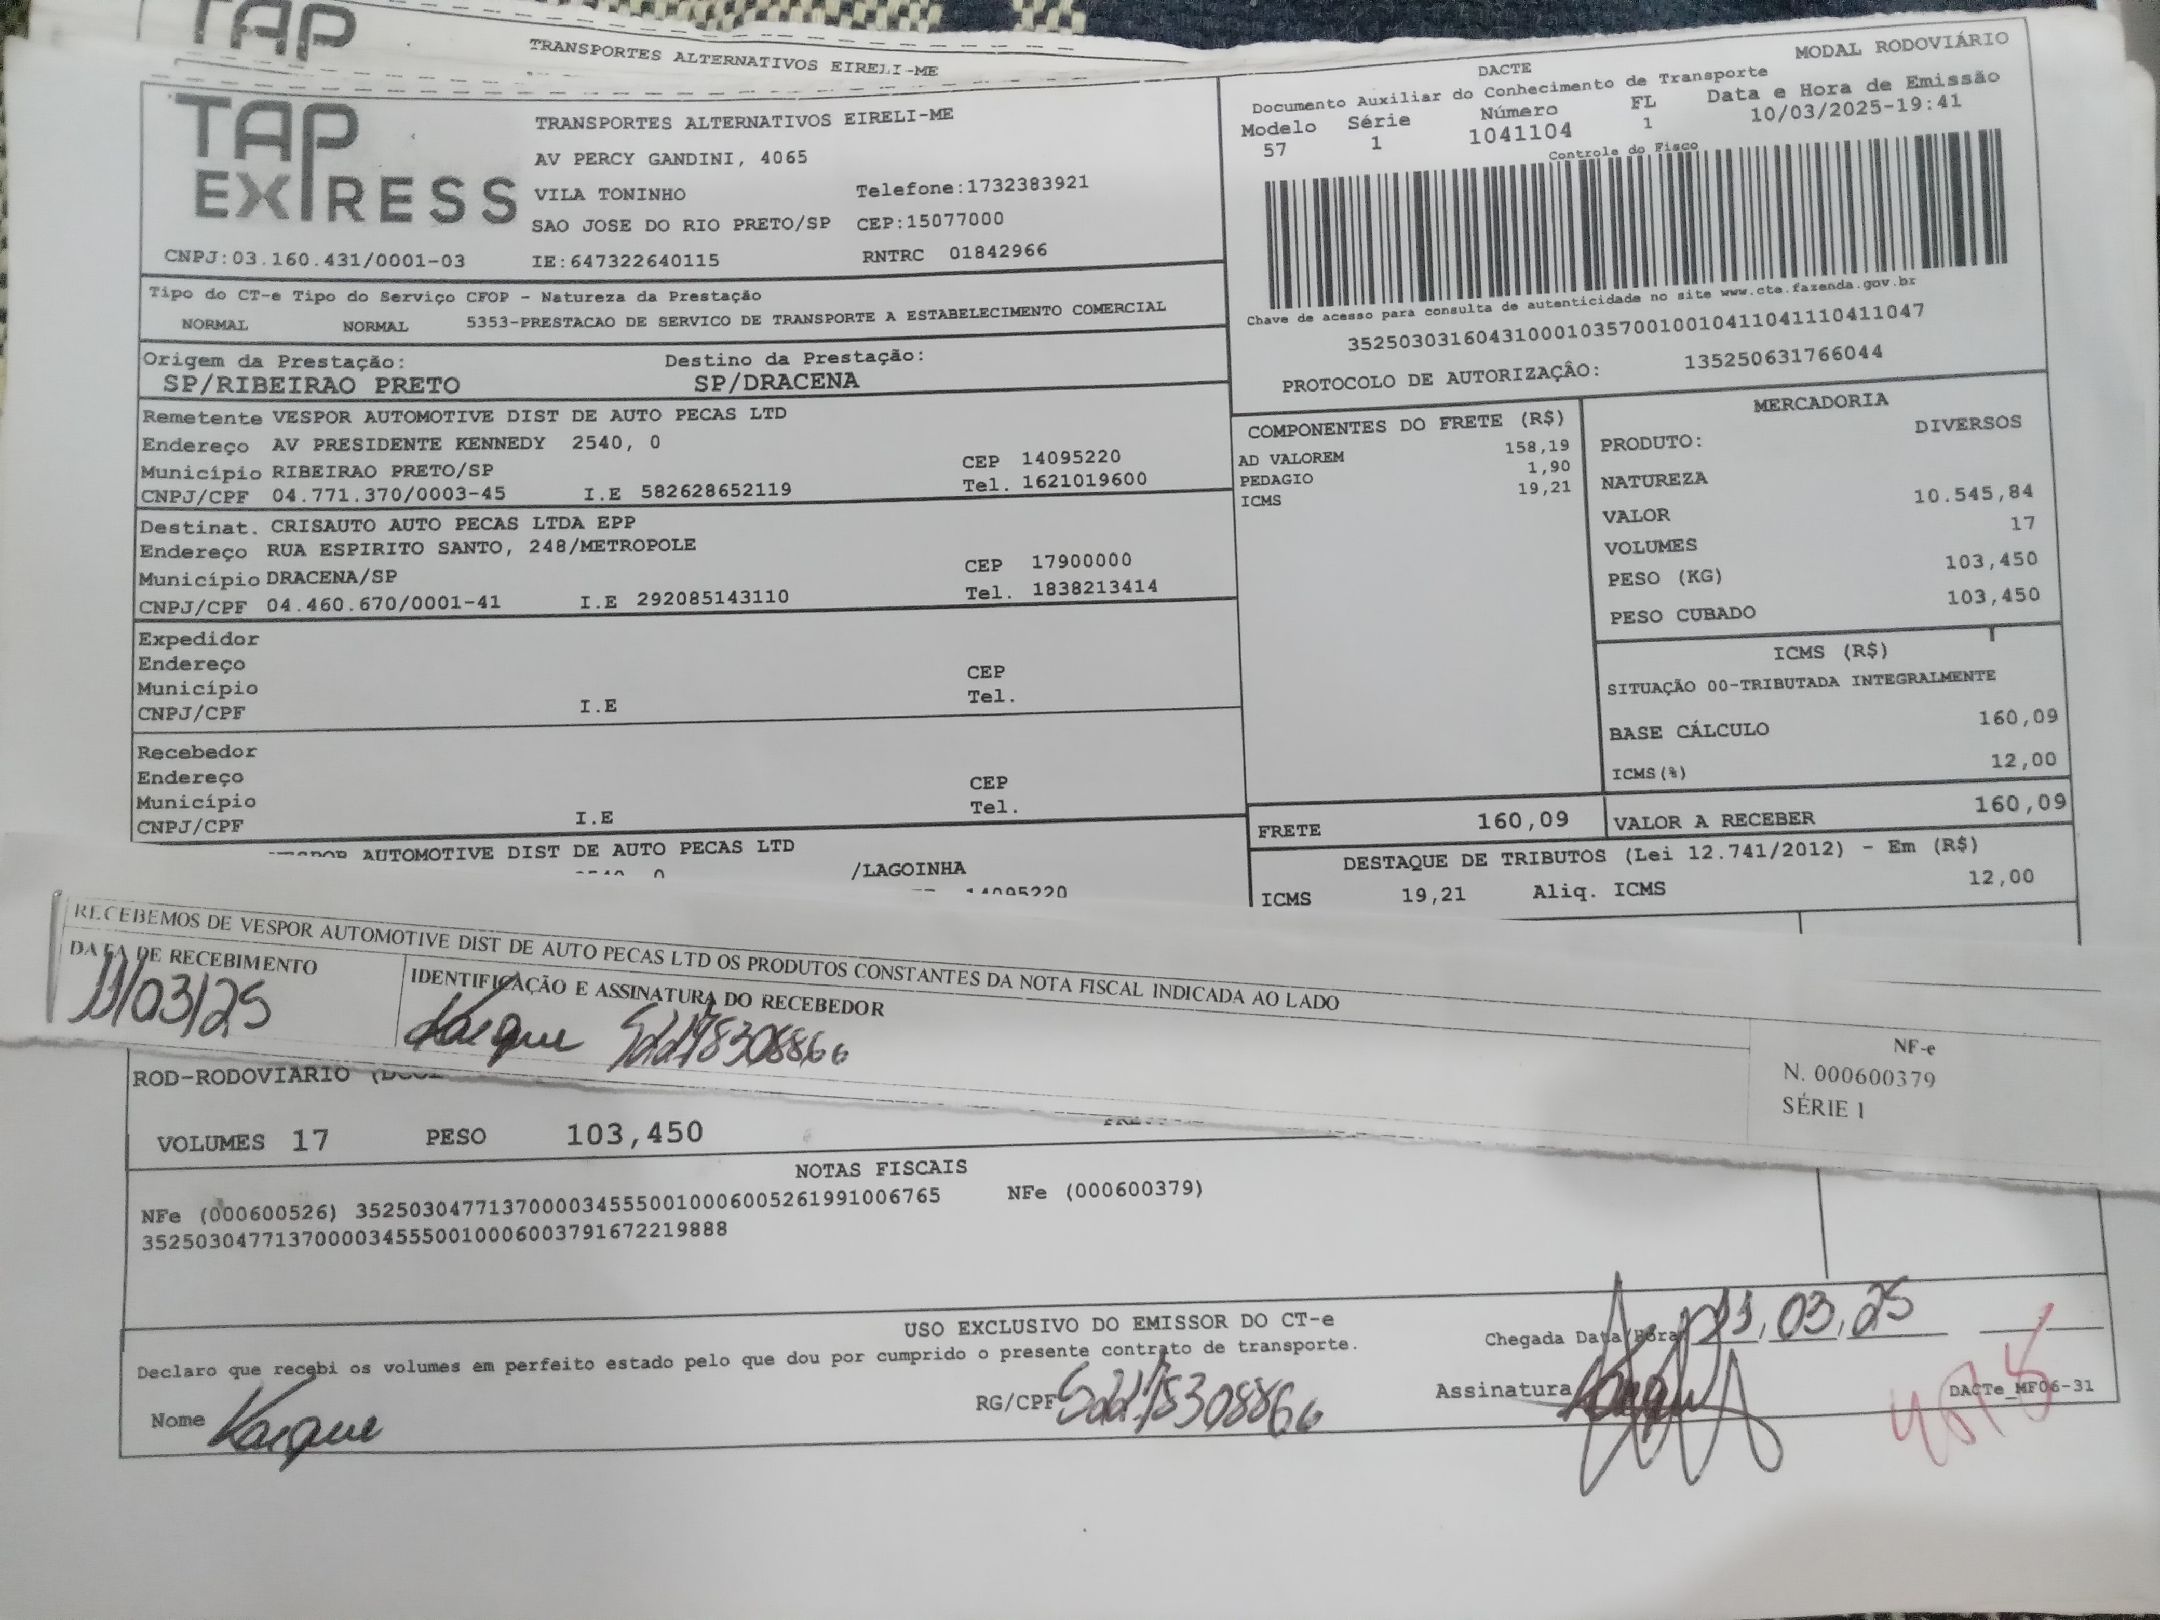 TAP
TRANSPORTES ALTERNATIVOS EIRELI-ME
TAP EXPRESS
TRANSPORTES ALTERNATIVOS EIRELI-ME
AV PERCY GANDINI, 4065
VILA TONINHO Telefone:1732383921
SAO JOSE DO RIO PRETO/SP CEP:15077000
CNPJ:03.160.431/0001-03 IE:647322640115 RNTRC 01842966
DACTE MODAL RODOVIÁRIO
Documento Auxiliar do Conhecimento de Transporte
Modelo Série Número FL Data e Hora de Emissão
57 1 1041104 1 10/03/2025-19:41
Controle do Fisco
Chave de acesso para consulta de autenticidade no site www.cte.fazenda.gov.br
35250303160431000103570010010411041110411047
PROTOCOLO DE AUTORIZAÇÂO: 135250631766044
Tipo do CT-e Tipo do Serviço CFOP - Natureza da Prestação
NORMAL NORMAL 5353-PRESTACAO DE SERVICO DE TRANSPORTE A ESTABELECIMENTO COMERCIAL
Origem da Prestação: Destino da Prestação:
SP/RIBEIRAO PRETO SP/DRACENA
Remetente VESPOR AUTOMOTIVE DIST DE AUTO PECAS LTD
Endereço AV PRESIDENTE KENNEDY 2540, 0
Município RIBEIRAO PRETO/SP CEP 14095220
CNPJ/CPF 04.771.370/0003-45 I.E 582628652119 Tel. 1621019600
Destinat. CRISAUTO AUTO PECAS LTDA EPP
Endereço RUA ESPIRITO SANTO, 248/METROPOLE
Município DRACENA/SP CEP 17900000
CNPJ/CPF 04.460.670/0001-41 I.E 292085143110 Tel. 1838213414
Expedidor
Endereço
Município CEP
CNPJ/CPF I.E Tel.
Recebedor
Endereço
Município CEP
CNPJ/CPF I.E Tel.
AUTOMOTIVE DIST DE AUTO PECAS LTD
/LAGOINHA
14095220
COMPONENTES DO FRETE (R$)
AD VALOREM 158,19
PEDAGIO 1,90
ICMS 19,21
MERCADORIA
PRODUTO: DIVERSOS
NATUREZA
VALOR 10.545,84
VOLUMES 17
PESO (KG) 103,450
PESO CUBADO 103,450
ICMS (R$)
SITUAÇÃO 00-TRIBUTADA INTEGRALMENTE
BASE CÁLCULO 160,09
ICMS(%) 12,00
FRETE 160,09 VALOR A RECEBER 160,09
DESTAQUE DE TRIBUTOS (Lei 12.741/2012) - Em (R$)
ICMS 19,21 Aliq. ICMS 12,00
RECEBEMOS DE VESPOR AUTOMOTIVE DIST DE AUTO PECAS LTD OS PRODUTOS CONSTANTES DA NOTA FISCAL INDICADA AO LADO
DATA DE RECEBIMENTO IDENTIFICAÇÃO E ASSINATURA DO RECEBEDOR
11/03/25 Kaique
NF-e
N. 000600379
SÉRIE 1
ROD-RODOVIARIO
VOLUMES 17 PESO 103,450
NOTAS FISCAIS
NFe (000600526) 35250304771370000345550010006005261991006765 NFe (000600379)
35250304771370000345550010006003791672219888
USO EXCLUSIVO DO EMISSOR DO CT-e
Declaro que recebi os volumes em perfeito estado pelo que dou por cumprido o presente contrato de transporte.
Chegada Data/Hora 11,03,25
Nome Kaique RG/CPF Assinatura
DACTe_MF06-31